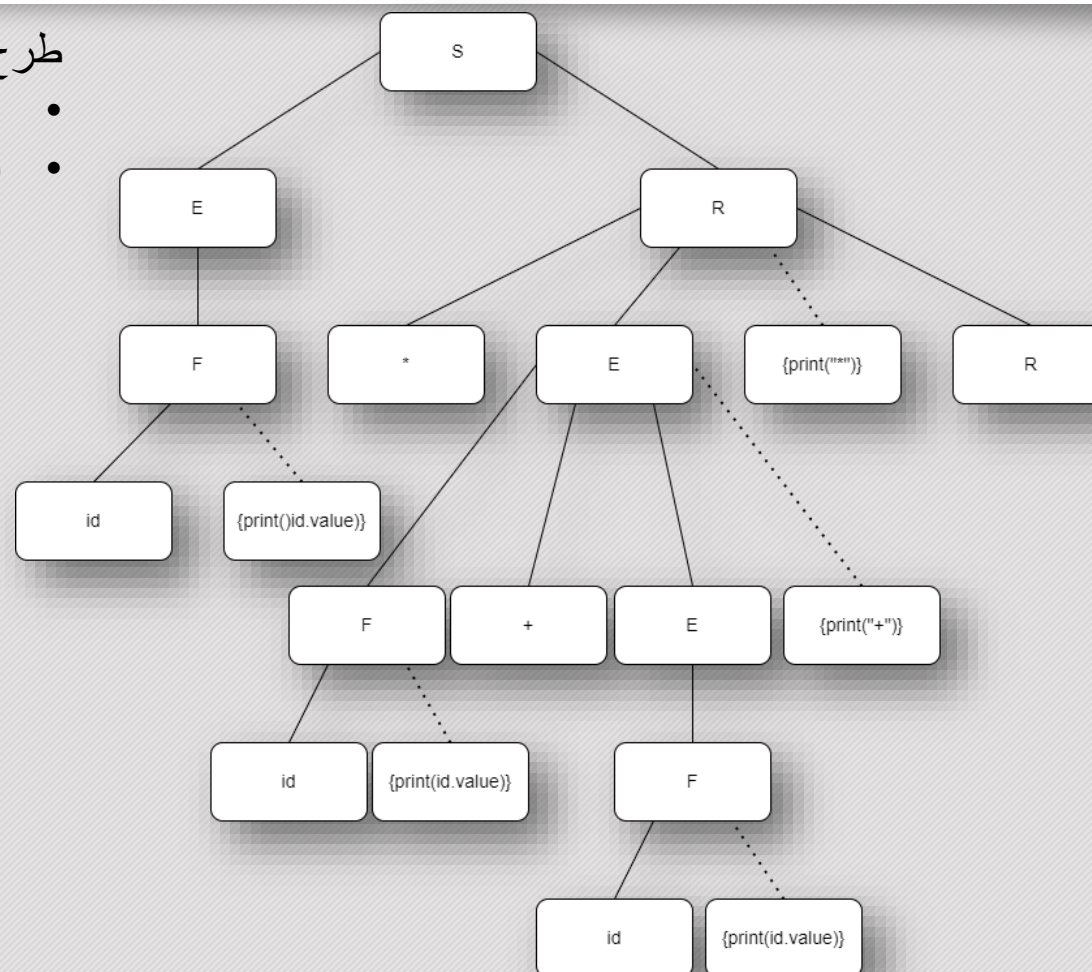 طرح
•
•
S
E
R
F
*
E
{print("*")}
R
id
{print()id.value)}
F
+
E
{print("+")}
id
{print(id.value)}
F
id
{print(id.value)}